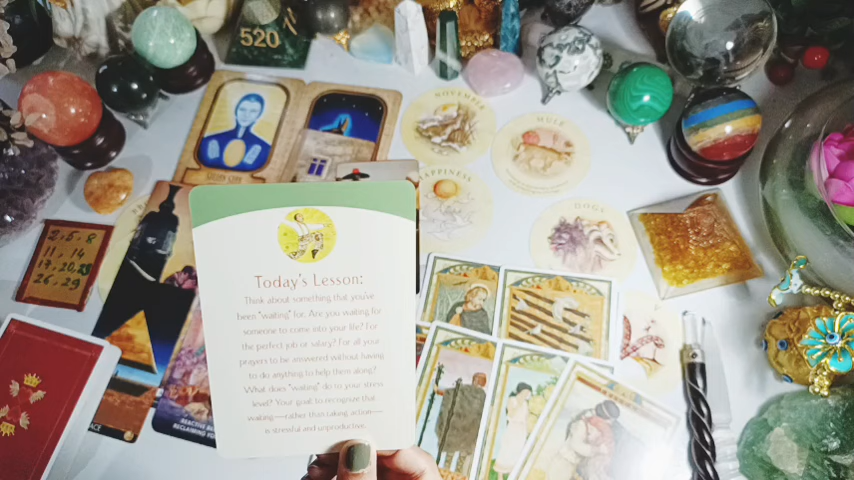 520
NOVEMBER
MULE
HAPPINESS
DOGS
2, 5, 8
11, 14
17, 20, 23
26, 29
Today's Lesson:
Think about something that you've
been "waiting" for. Are you waiting for
someone to come into your life? For
the perfect job or salary? For all your
prayers to be answered without having
to do anything to help them along?
What does "waiting" do to your stress
level? Your goal: to recognize that
waiting—rather than taking action—
is stressful and unproductive.